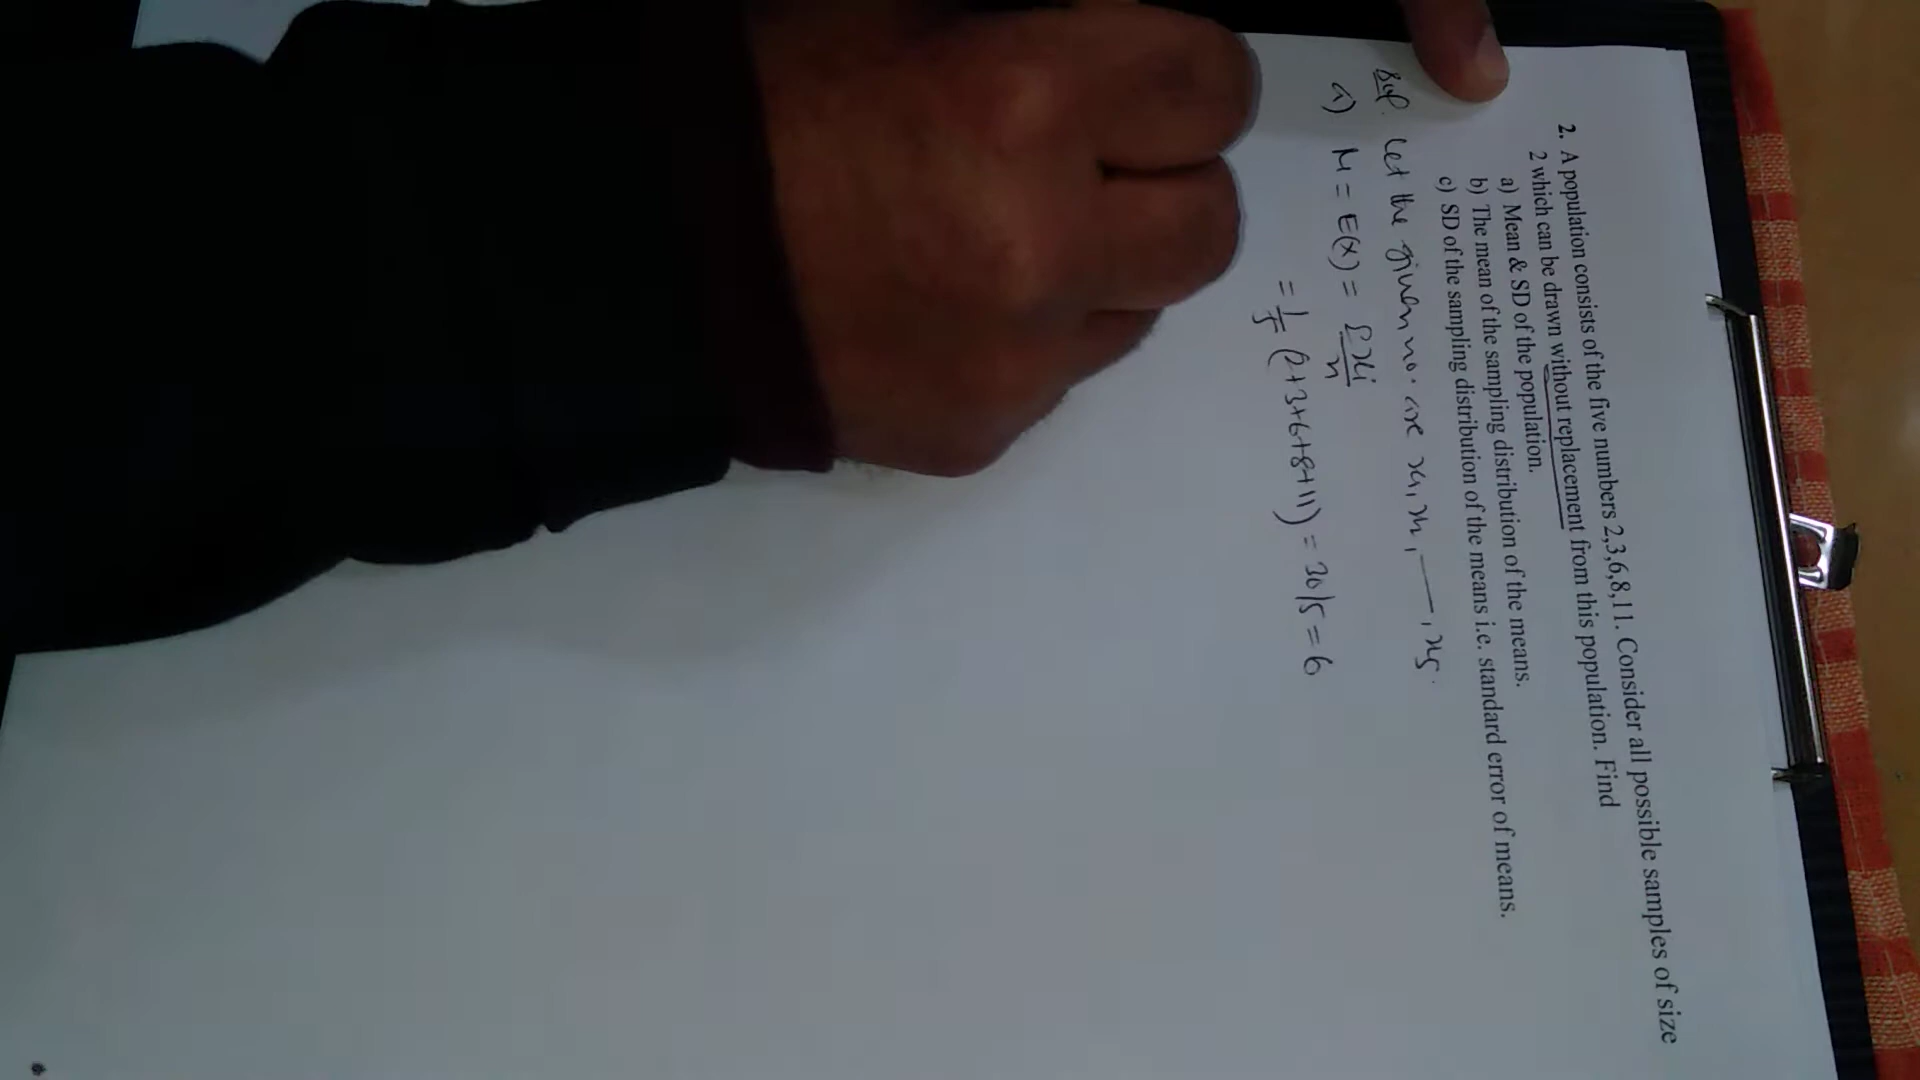 2. A population consists of the five numbers 2,3,6,8,11. Consider all possible samples of size
2 which can be drawn without replacement from this population. Find
a) Mean & SD of the population.
b) The mean of the sampling distribution of the means.
c) SD of the sampling distribution of the means i.e. standard error of means.
Sol. Let the given no. are x1, x2, —, x5.
a) M = E(x) = Σxi/n
= 1/5 (2+3+6+8+11) = 30/5 = 6